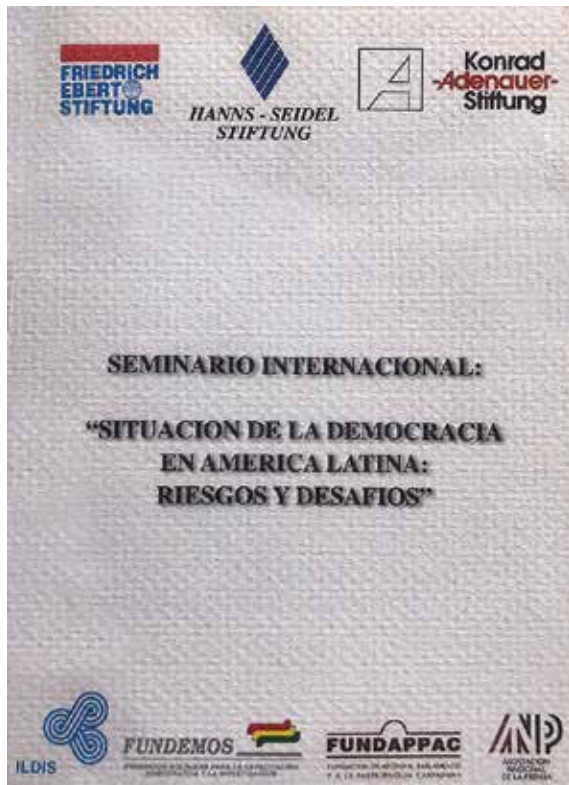 FRIEDRICH
EBERT
STIFTUNG
HANNS - SEIDEL
STIFTUNG
Konrad
-Adenauer-
Stiftung
SEMINARIO INTERNACIONAL:
“SITUACION DE LA DEMOCRACIA
EN AMERICA LATINA:
RIESGOS Y DESAFIOS”
ILDIS
FUNDEMOS
FUNDAPPAC
ANP
ASOCIACION
NACIONAL
DE LA PRENSA